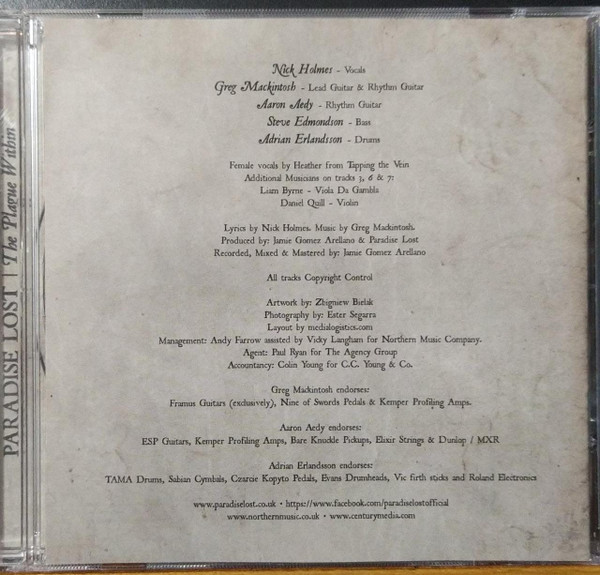 PARADISE LOST | The Plague Within
Nick Holmes - Vocals
Greg Mackintosh - Lead Guitar & Rhythm Guitar
Aaron Aedy - Rhythm Guitar
Steve Edmondson - Bass
Adrian Erlandsson - Drums
Female vocals by Heather from Tapping the Vein
Additional Musicians on tracks 3, 6 & 7:
Liam Byrne - Viola Da Gambla
Daniel Quill - Violin
Lyrics by Nick Holmes. Music by Greg Mackintosh.
Produced by: Jamie Gomez Arellano & Paradise Lost
Recorded, Mixed & Mastered by: Jamie Gomez Arellano
All tracks Copyright Control
Artwork by: Zbigniew Bielak
Photography by: Ester Segarra
Layout by medialogistics.com
Management: Andy Farrow assisted by Vicky Langham for Northern Music Company.
Agent: Paul Ryan for The Agency Group
Accountancy: Colin Young for C.C. Young & Co.
Greg Mackintosh endorses:
Framus Guitars (exclusively), Nine of Swords Pedals & Kemper Profiling Amps.
Aaron Aedy endorses:
ESP Guitars, Kemper Profiling Amps, Bare Knuckle Pickups, Elixir Strings & Dunlop / MXR
Adrian Erlandsson endorses:
TAMA Drums, Sabian Cymbals, Czarcie Kopyto Pedals, Evans Drumheads, Vic firth sticks and Roland Electronics
www.paradiselost.co.uk • https://www.facebook.com/paradiselostofficial
www.northernmusic.co.uk • www.centurymedia.com